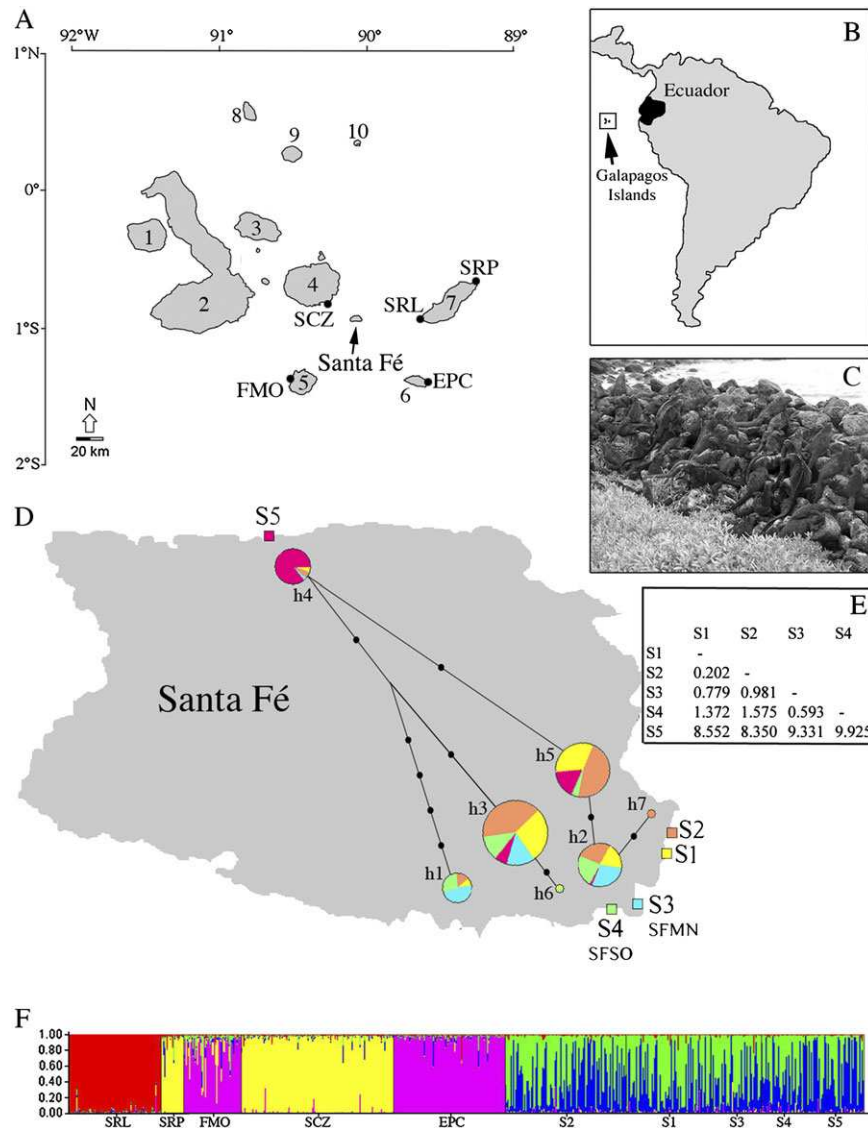 A
92°W 91° 90° 89°
1°N
0°
1°S
2°S
8
9
10
1
2
3
4
5
6
7
SRP
SRL
SCZ
Santa Fé
FMO
EPC
N
20 km
B
Ecuador
Galapagos
Islands
C
D
S5
h4
Santa Fé
h5
h7
h3
h2
S2
S1
h1
h6
S4
S3
SFMN
SFSO
E
S1 S2 S3 S4
S1 -
S2 0.202 -
S3 0.779 0.981 -
S4 1.372 1.575 0.593 -
S5 8.552 8.350 9.331 9.925
F
1.00
0.80
0.60
0.40
0.20
0.00
SRL SRP FMO SCZ EPC S2 S1 S3 S4 S5